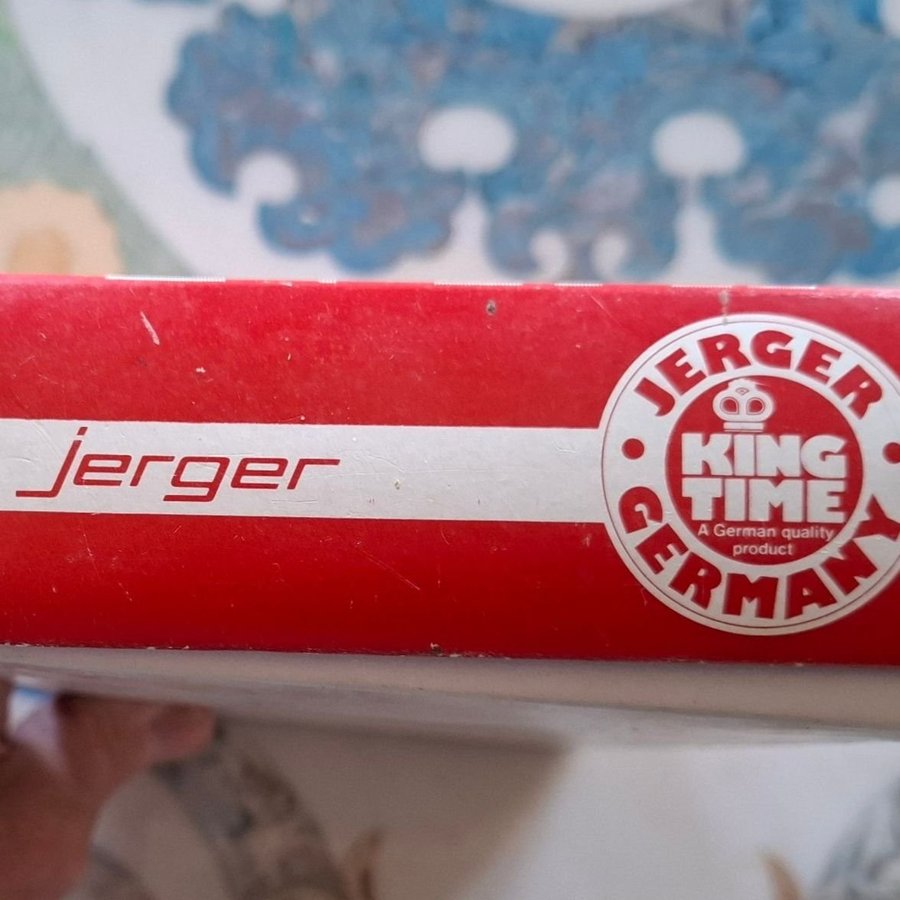 jerger
JERGER
KING
TIME
A German quality
product
GERMANY